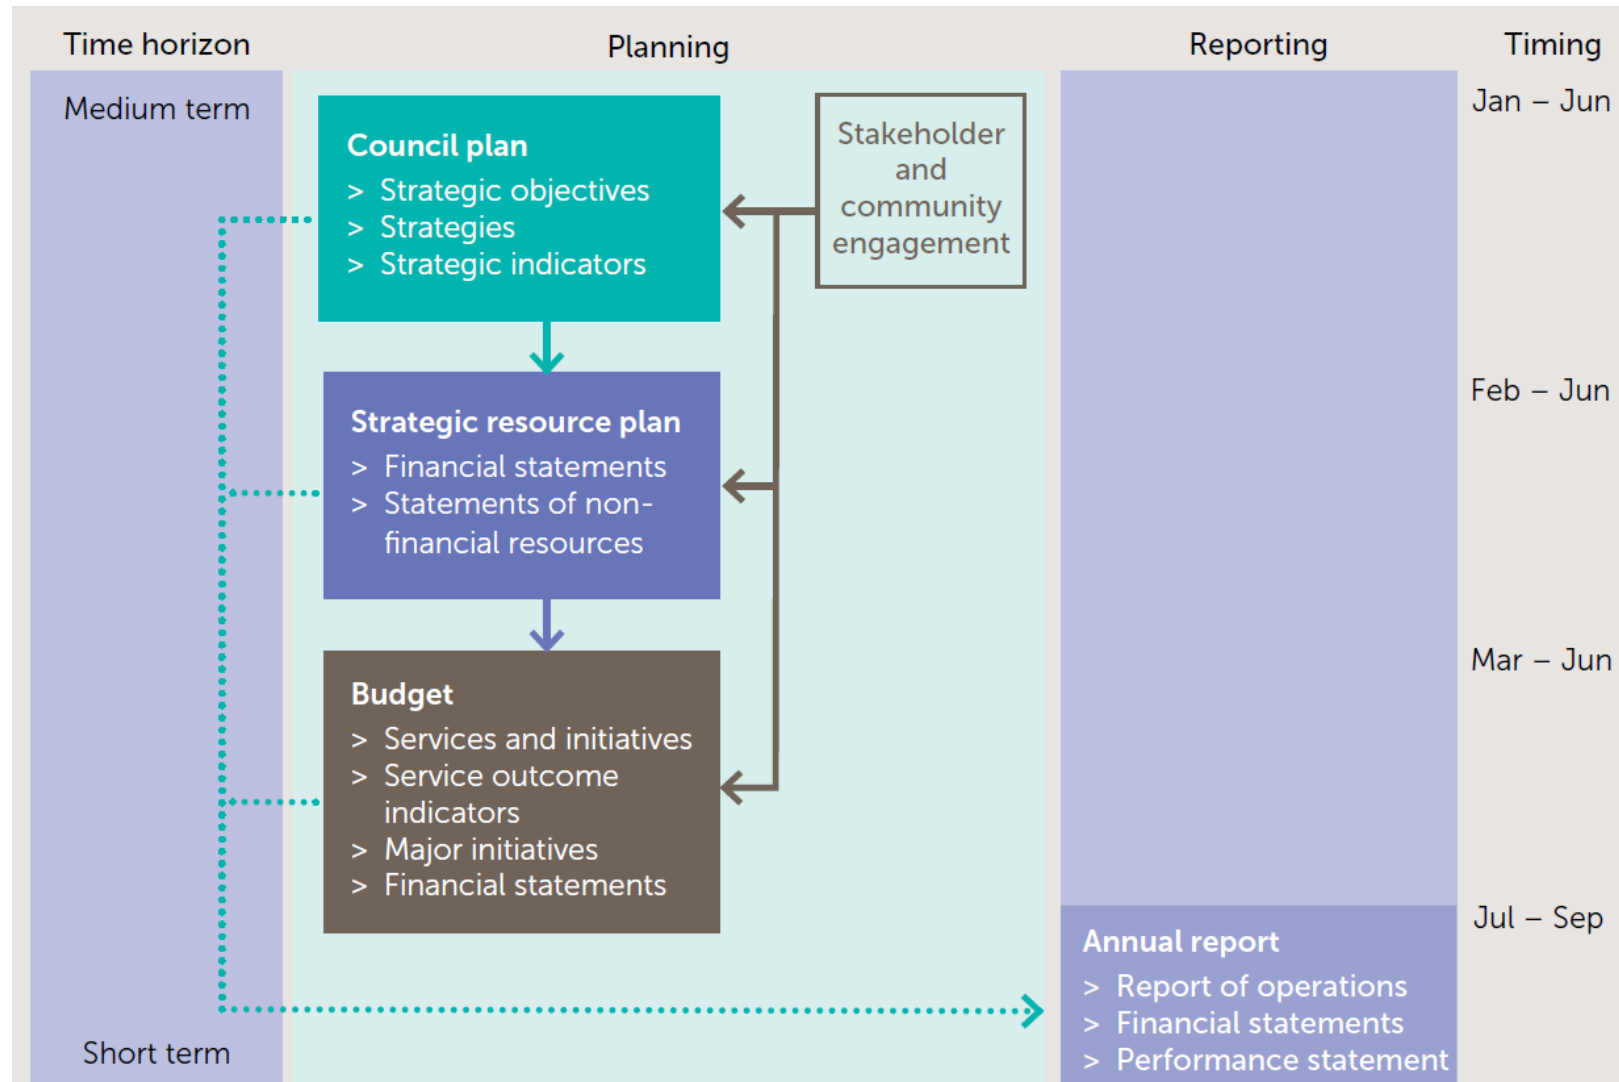 Time horizon
Planning
Reporting
Timing
Medium term
Jan – Jun
Council plan
> Strategic objectives
> Strategies
> Strategic indicators
Stakeholder
and
community
engagement
Feb – Jun
Strategic resource plan
> Financial statements
> Statements of non-
financial resources
Mar – Jun
Budget
> Services and initiatives
> Service outcome
indicators
> Major initiatives
> Financial statements
Jul – Sep
Annual report
> Report of operations
> Financial statements
> Performance statement
Short term